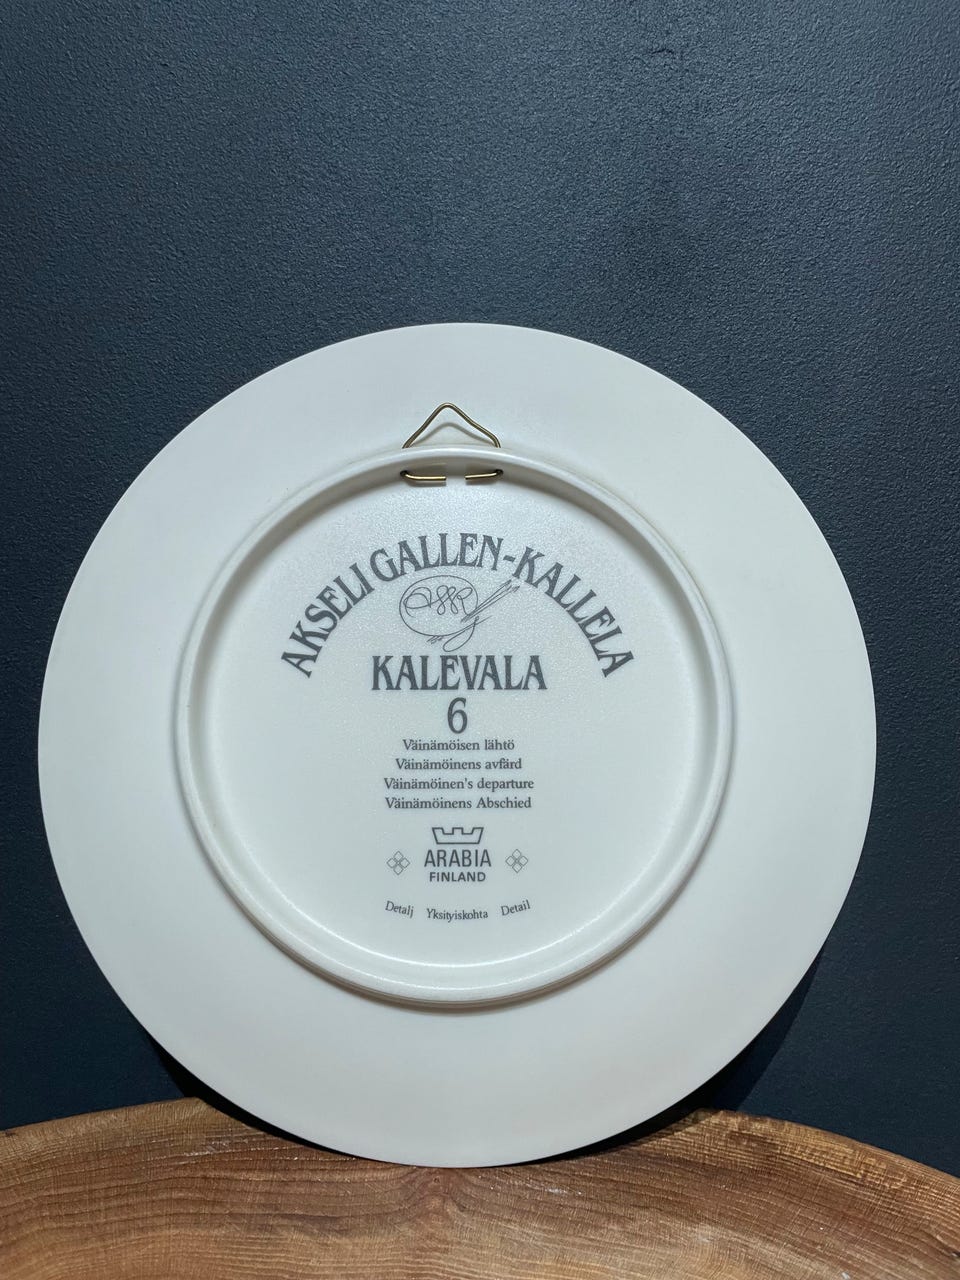 AKSELI GALLEN-KALLELA
KALEVALA
6
Väinämöisen lähtö
Väinämöinens avfärd
Väinämöinen's departure
Väinämöinens Abschied
ARABIA
FINLAND
Detalj Yksityiskohta Detail